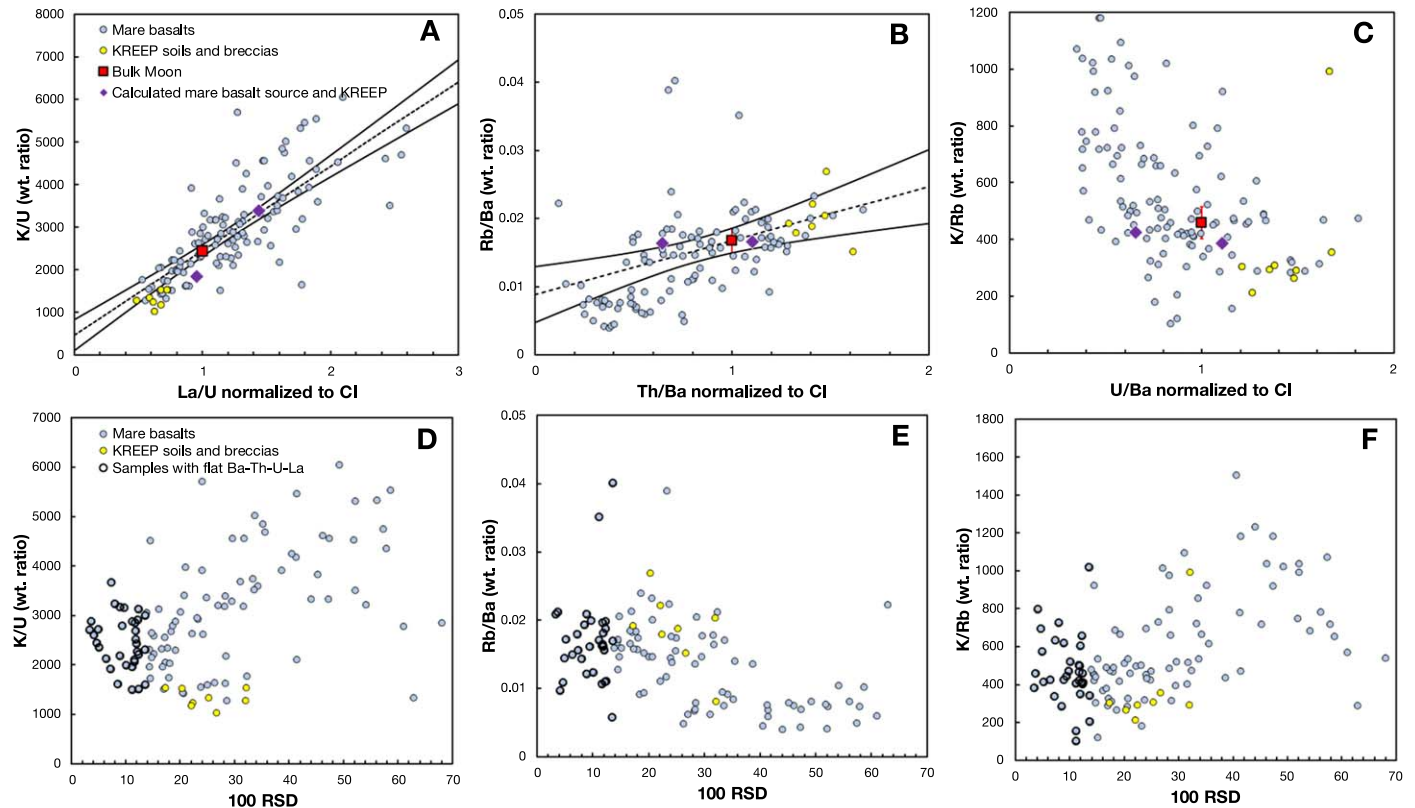 A
Mare basalts
KREEP soils and breccias
Bulk Moon
Calculated mare basalt source and KREEP
K/U (wt. ratio)
8000
7000
6000
5000
4000
3000
2000
1000
0
0 1 2 3
La/U normalized to CI
B
Rb/Ba (wt. ratio)
0.05
0.04
0.03
0.02
0.01
0
0 1 2
Th/Ba normalized to CI
C
K/Rb (wt. ratio)
1200
1000
800
600
400
200
0
0 1 2
U/Ba normalized to CI
D
Mare basalts
KREEP soils and breccias
Samples with flat Ba-Th-U-La
K/U (wt. ratio)
7000
6000
5000
4000
3000
2000
1000
0
0 10 20 30 40 50 60 70
100 RSD
E
Rb/Ba (wt. ratio)
0.05
0.04
0.03
0.02
0.01
0
0 10 20 30 40 50 60 70
100 RSD
F
K/Rb (wt. ratio)
1800
1600
1400
1200
1000
800
600
400
200
0
0 10 20 30 40 50 60 70
100 RSD